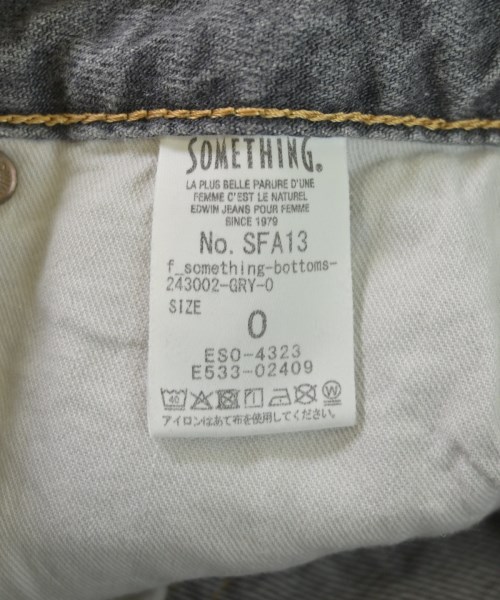 SOMETHING®
LA PLUS BELLE PARURE D'UNE
FEMME C'EST LE NATUREL
EDWIN JEANS POUR FEMME
SINCE 1979
No. SFA13
f_something-bottoms-
243002-GRY-0
SIZE
0
ESO-4323
E533-02409
40 W
アイロンはあて布を使用してください。